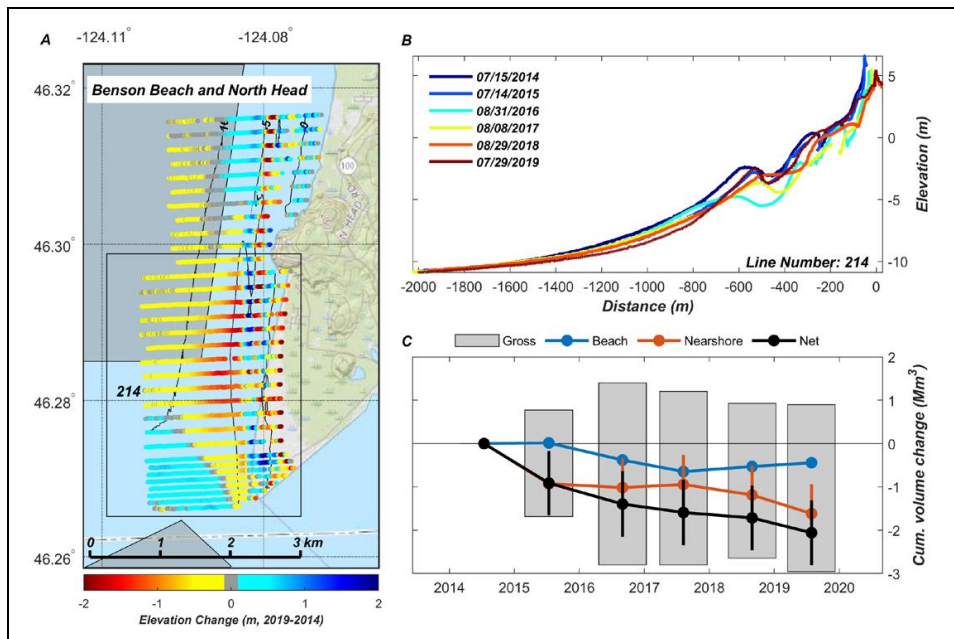 A
-124.11°
-124.08°
Benson Beach and North Head
46.32°
46.30°
46.28°
46.26°
100
N HEAD RD
214
0 1 2 3 km
-2 -1 0 1 2
Elevation Change (m, 2019-2014)
B
07/15/2014
07/14/2015
08/31/2016
08/08/2017
08/29/2018
07/29/2019
5
0
-5
-10
Elevation (m)
Line Number: 214
-2000 -1800 -1600 -1400 -1200 -1000 -800 -600 -400 -200 0
Distance (m)
C
Gross Beach Nearshore Net
2
1
0
-1
-2
-3
Cum. volume change (Mm³)
2014 2015 2016 2017 2018 2019 2020